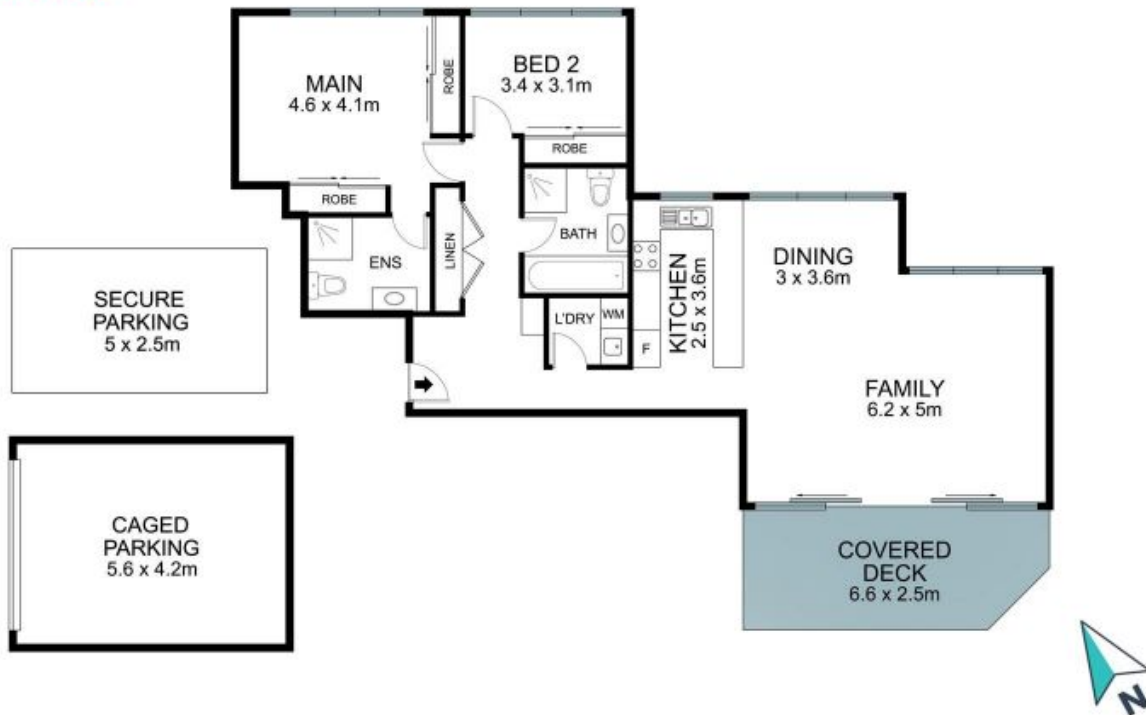 MAIN
4.6 x 4.1m
ROBE
BED 2
3.4 x 3.1m
ROBE
ROBE
ENS
LINEN
BATH
L'DRY
WM
F
KITCHEN
2.5 x 3.6m
DINING
3 x 3.6m
FAMILY
6.2 x 5m
SECURE
PARKING
5 x 2.5m
CAGED
PARKING
5.6 x 4.2m
COVERED
DECK
6.6 x 2.5m
N